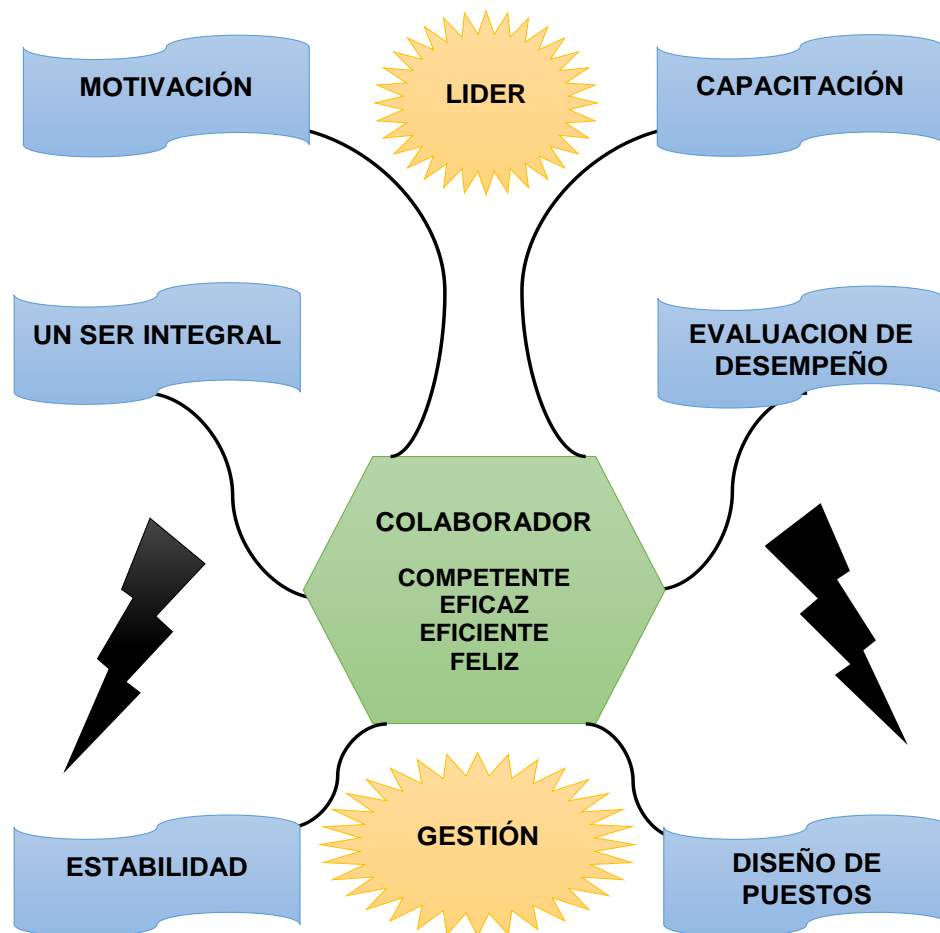 MOTIVACIÓN
LIDER
CAPACITACIÓN
UN SER INTEGRAL
EVALUACION DE
DESEMPEÑO
COLABORADOR
COMPETENTE
EFICAZ
EFICIENTE
FELIZ
ESTABILIDAD
GESTIÓN
DISEÑO DE
PUESTOS